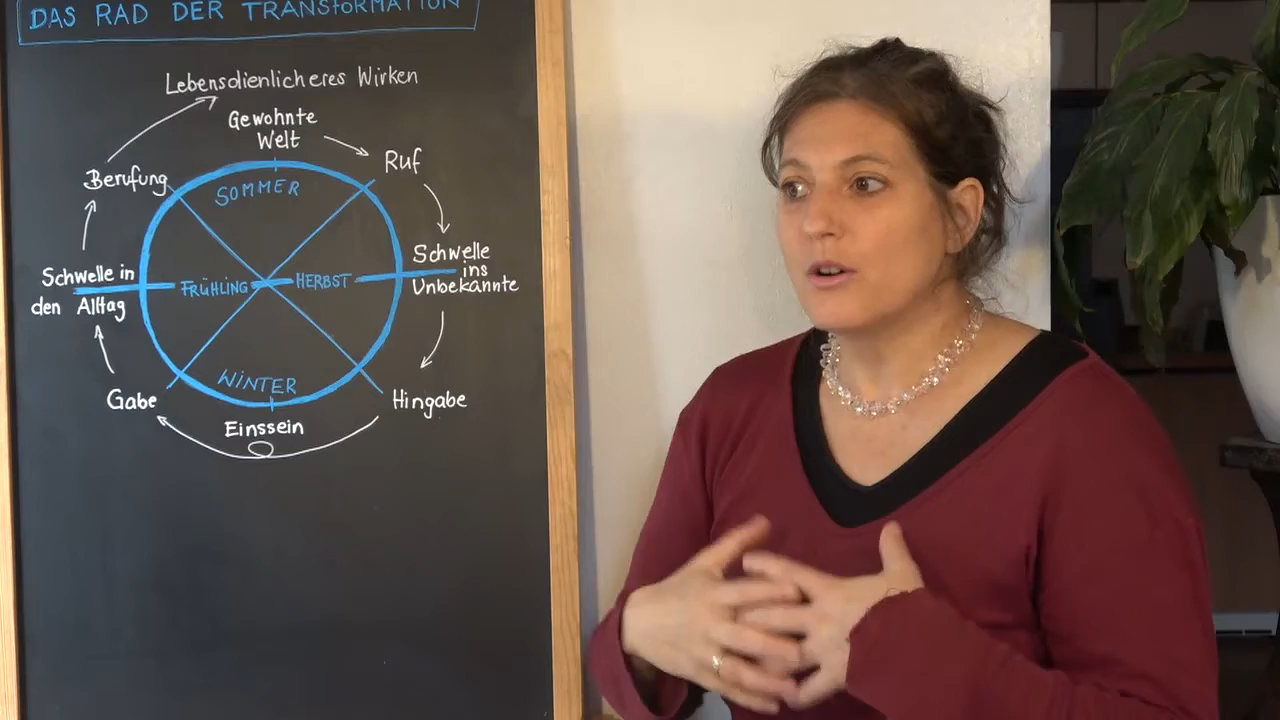 DAS RAD DER TRANSFORMATION
Lebensdienlicheres Wirken
Gewohnte
Welt
Ruf
Berufung
SOMMER
Schwelle
ins
Unbekannte
Schwelle in
den Alltag
FRÜHLING
HERBST
WINTER
Gabe
Hingabe
Einssein